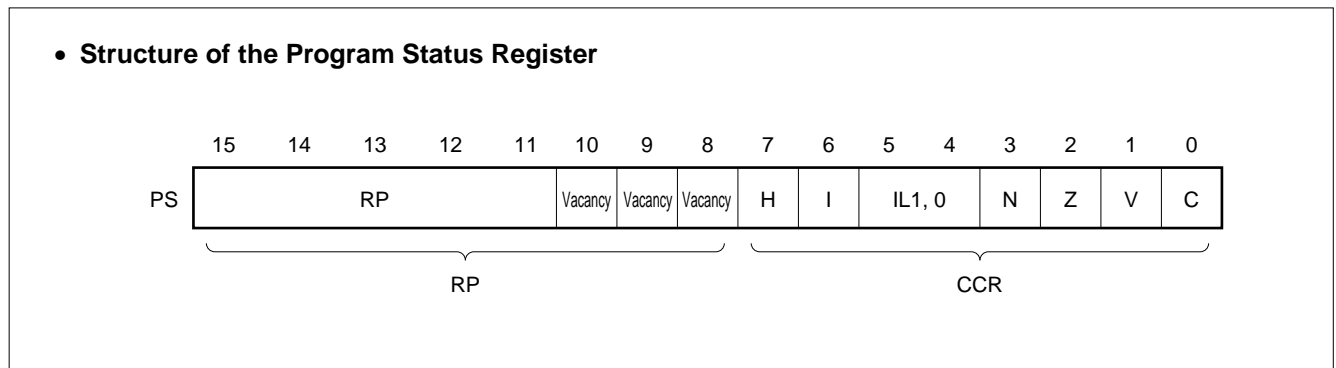 • Structure of the Program Status Register
15 14 13 12 11 10 9 8 7 6 5 4 3 2 1 0
PS RP Vacancy Vacancy Vacancy H I IL1, 0 N Z V C
RP CCR